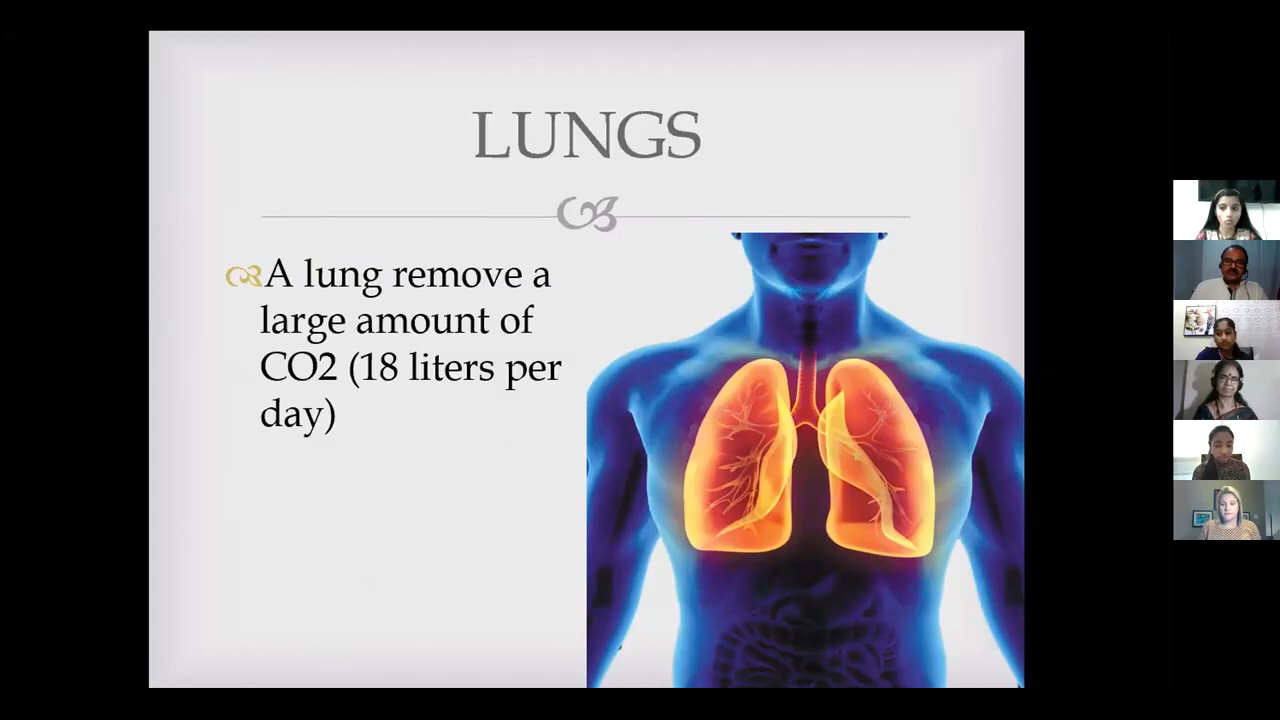 LUNGS
A lung remove a
large amount of
CO2 (18 liters per
day)